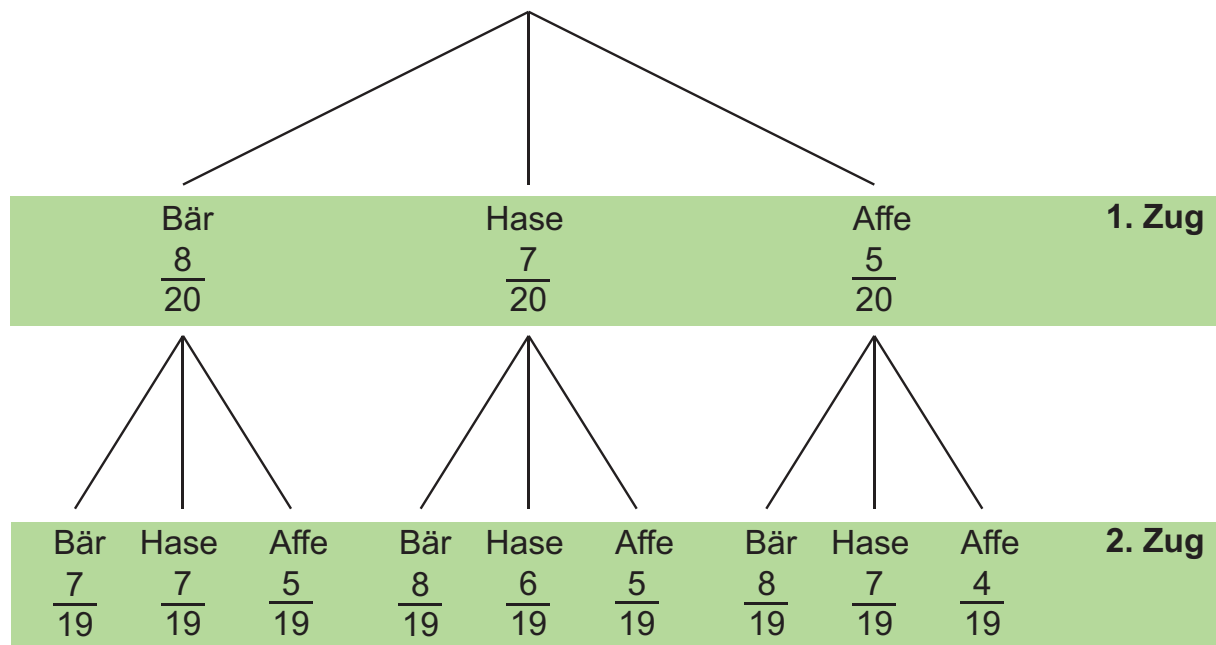 Bär Hase Affe 1. Zug
8 7 5
20 20 20
Bär Hase Affe Bär Hase Affe Bär Hase Affe 2. Zug
7 7 5 8 6 5 8 7 4
19 19 19 19 19 19 19 19 19